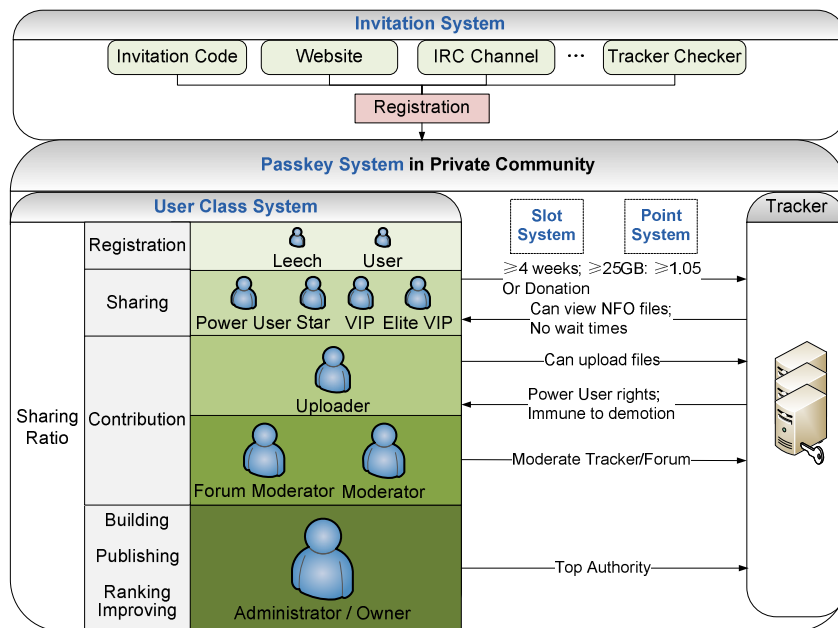 Invitation System
Invitation Code
Website
IRC Channel
...
Tracker Checker
Registration
Passkey System in Private Community
User Class System
Slot
System
Point
System
Tracker
Registration
Leech
User
Sharing
Power User
Star
VIP
Elite VIP
≥4 weeks; ≥25GB: ≥1.05
Or Donation
Can view NFO files;
No wait times
Sharing
Ratio
Contribution
Uploader
Can upload files
Power User rights;
Immune to demotion
Forum Moderator
Moderator
Moderate Tracker/Forum
Building
Publishing
Ranking
Improving
Administrator / Owner
Top Authority